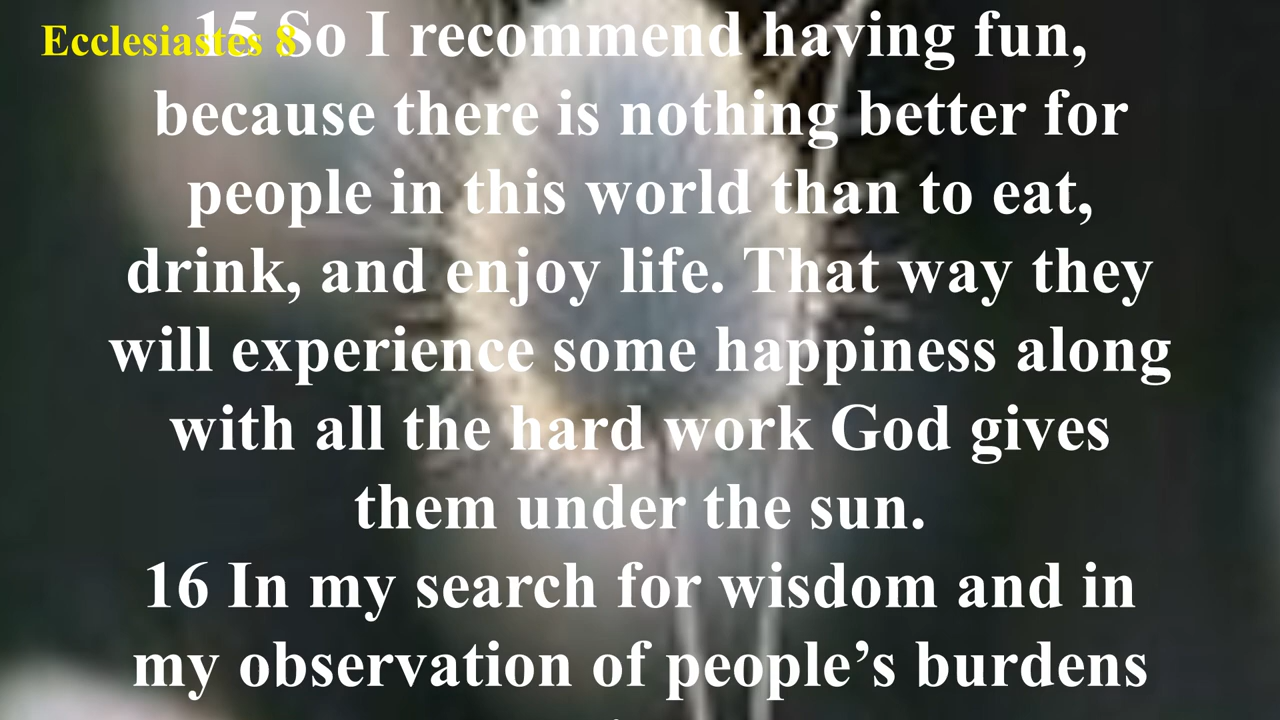 Ecclesiastes 8
15 So I recommend having fun,
because there is nothing better for
people in this world than to eat,
drink, and enjoy life. That way they
will experience some happiness along
with all the hard work God gives
them under the sun.
16 In my search for wisdom and in
my observation of people’s burdens